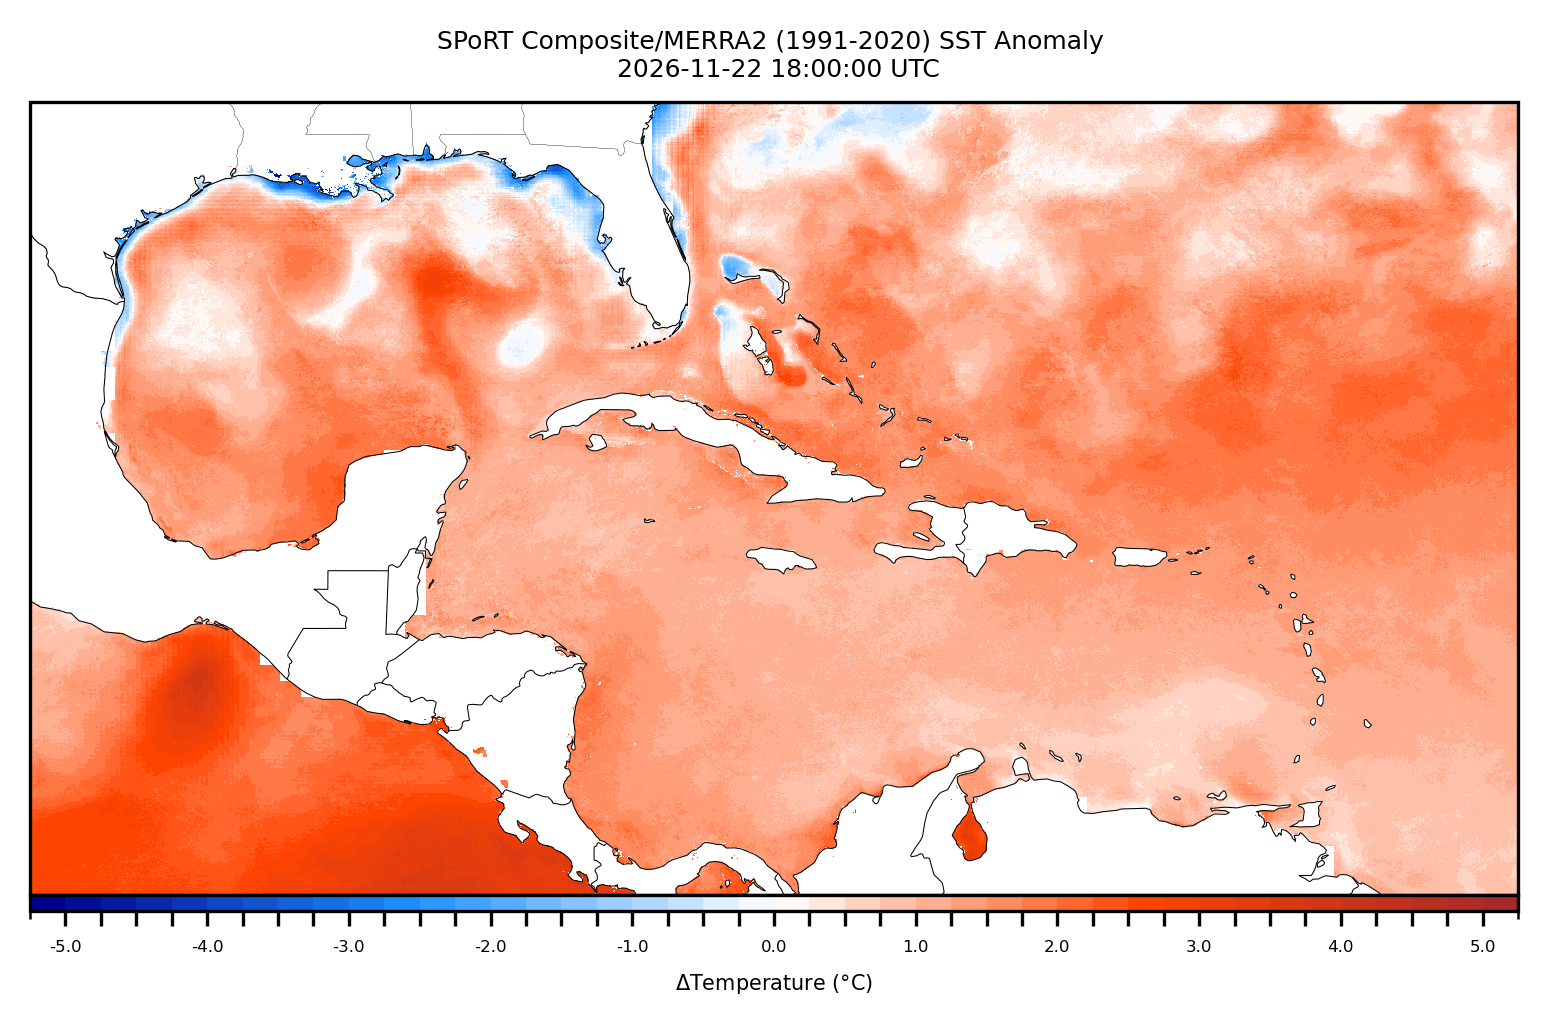 SPoRT Composite/MERRA2 (1991-2020) SST Anomaly
2026-11-22 18:00:00 UTC
-5.0 -4.0 -3.0 -2.0 -1.0 0.0 1.0 2.0 3.0 4.0 5.0
ΔTemperature (°C)